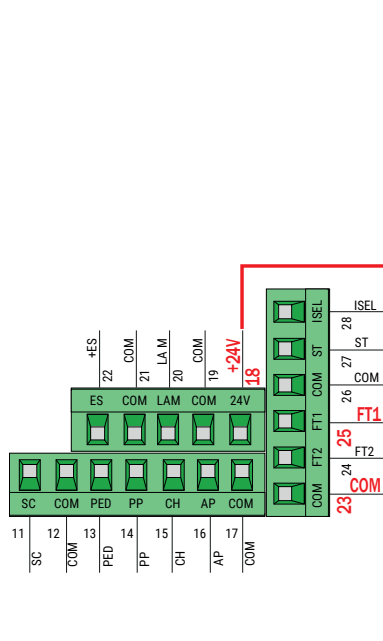 ISEL
ISEL
28
ST
ST
27
COM
COM
26
FT1
FT1
25
FT2
FT2
24
COM
COM
23
+ES
COM
LA M
COM
+24V
22
21
20
19
18
ES COM LAM COM 24V
SC COM PED PP CH AP COM
11 12 13 14 15 16 17
SC
COM
PED
PP
CH
AP
COM